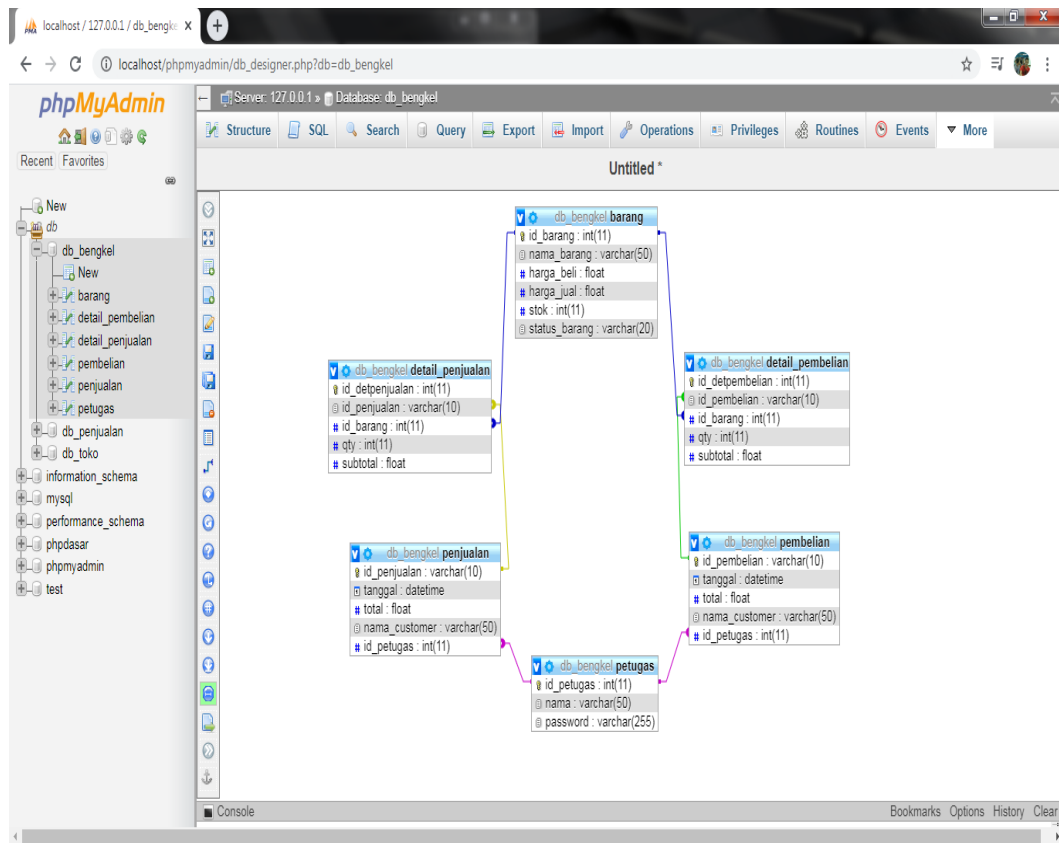 localhost / 127.0.0.1 / db_bengke
localhost/phpmyadmin/db_designer.php?db=db_bengkel
phpMyAdmin
Recent Favorites
New
db
db_bengkel
New
barang
detail_pembelian
detail_penjualan
pembelian
penjualan
petugas
db_penjualan
db_toko
information_schema
mysql
performance_schema
phpdasar
phpmyadmin
test
Server: 127.0.0.1 » Database: db_bengkel
Structure SQL Search Query Export Import Operations Privileges Routines Events More
Untitled *
db_bengkel barang
id_barang : int(11)
nama_barang : varchar(50)
# harga_beli : float
# harga_jual : float
# stok : int(11)
status_barang : varchar(20)
db_bengkel detail_penjualan
id_detpenjualan : int(11)
id_penjualan : varchar(10)
# id_barang : int(11)
# qty : int(11)
# subtotal : float
db_bengkel detail_pembelian
id_detpembelian : int(11)
id_pembelian : varchar(10)
# id_barang : int(11)
# qty : int(11)
# subtotal : float
db_bengkel penjualan
id_penjualan : varchar(10)
tanggal : datetime
# total : float
nama_customer : varchar(50)
# id_petugas : int(11)
db_bengkel pembelian
id_pembelian : varchar(10)
tanggal : datetime
# total : float
nama_customer : varchar(50)
# id_petugas : int(11)
db_bengkel petugas
id_petugas : int(11)
nama : varchar(50)
password : varchar(255)
Console
Bookmarks Options History Clear